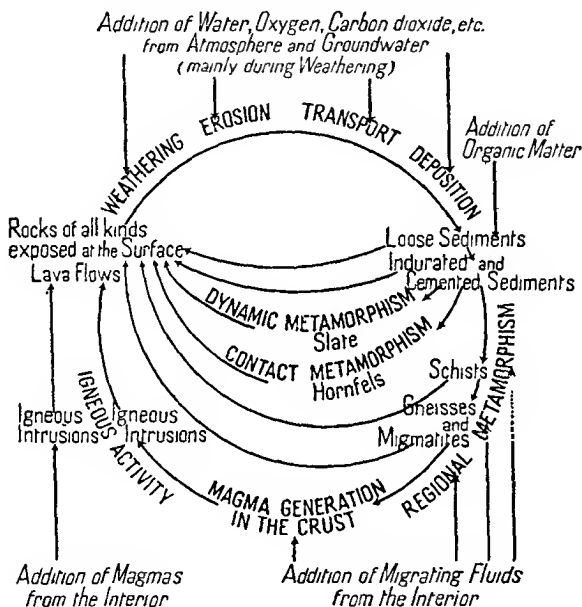 Addition of Water, Oxygen, Carbon dioxide, etc.
from Atmosphere and Groundwater
(mainly during Weathering)
WEATHERING EROSION TRANSPORT DEPOSITION
Addition of
Organic Matter
Rocks of all kinds
exposed at the Surface
Lava Flows
Loose Sediments
Indurated and
Cemented Sediments
DYNAMIC METAMORPHISM
Slate
CONTACT METAMORPHISM
Hornfels
Schists
Gneisses
and
Migmatites
REGIONAL METAMORPHISM
Igneous
Intrusions
Igneous
Intrusions
IGNEOUS ACTIVITY
MAGMA GENERATION
IN THE CRUST
Addition of Magmas
from the Interior
Addition of Migrating Fluids
from the Interior